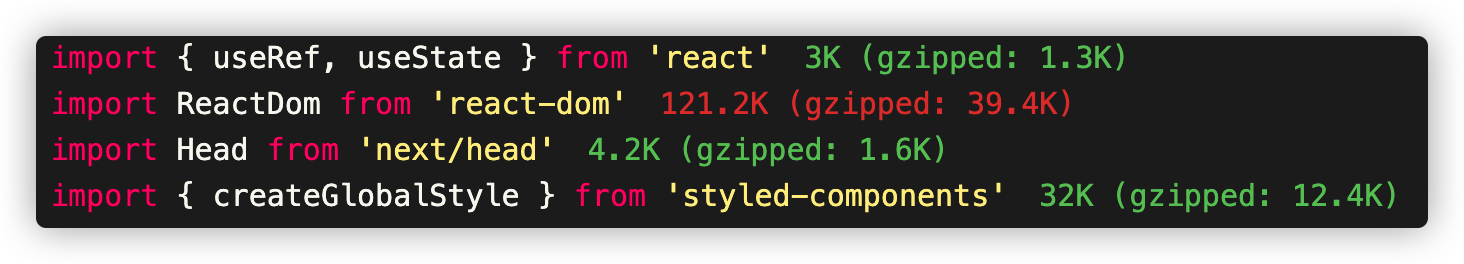 import { useRef, useState } from 'react' 3K (gzipped: 1.3K)
import ReactDom from 'react-dom' 121.2K (gzipped: 39.4K)
import Head from 'next/head' 4.2K (gzipped: 1.6K)
import { createGlobalStyle } from 'styled-components' 32K (gzipped: 12.4K)